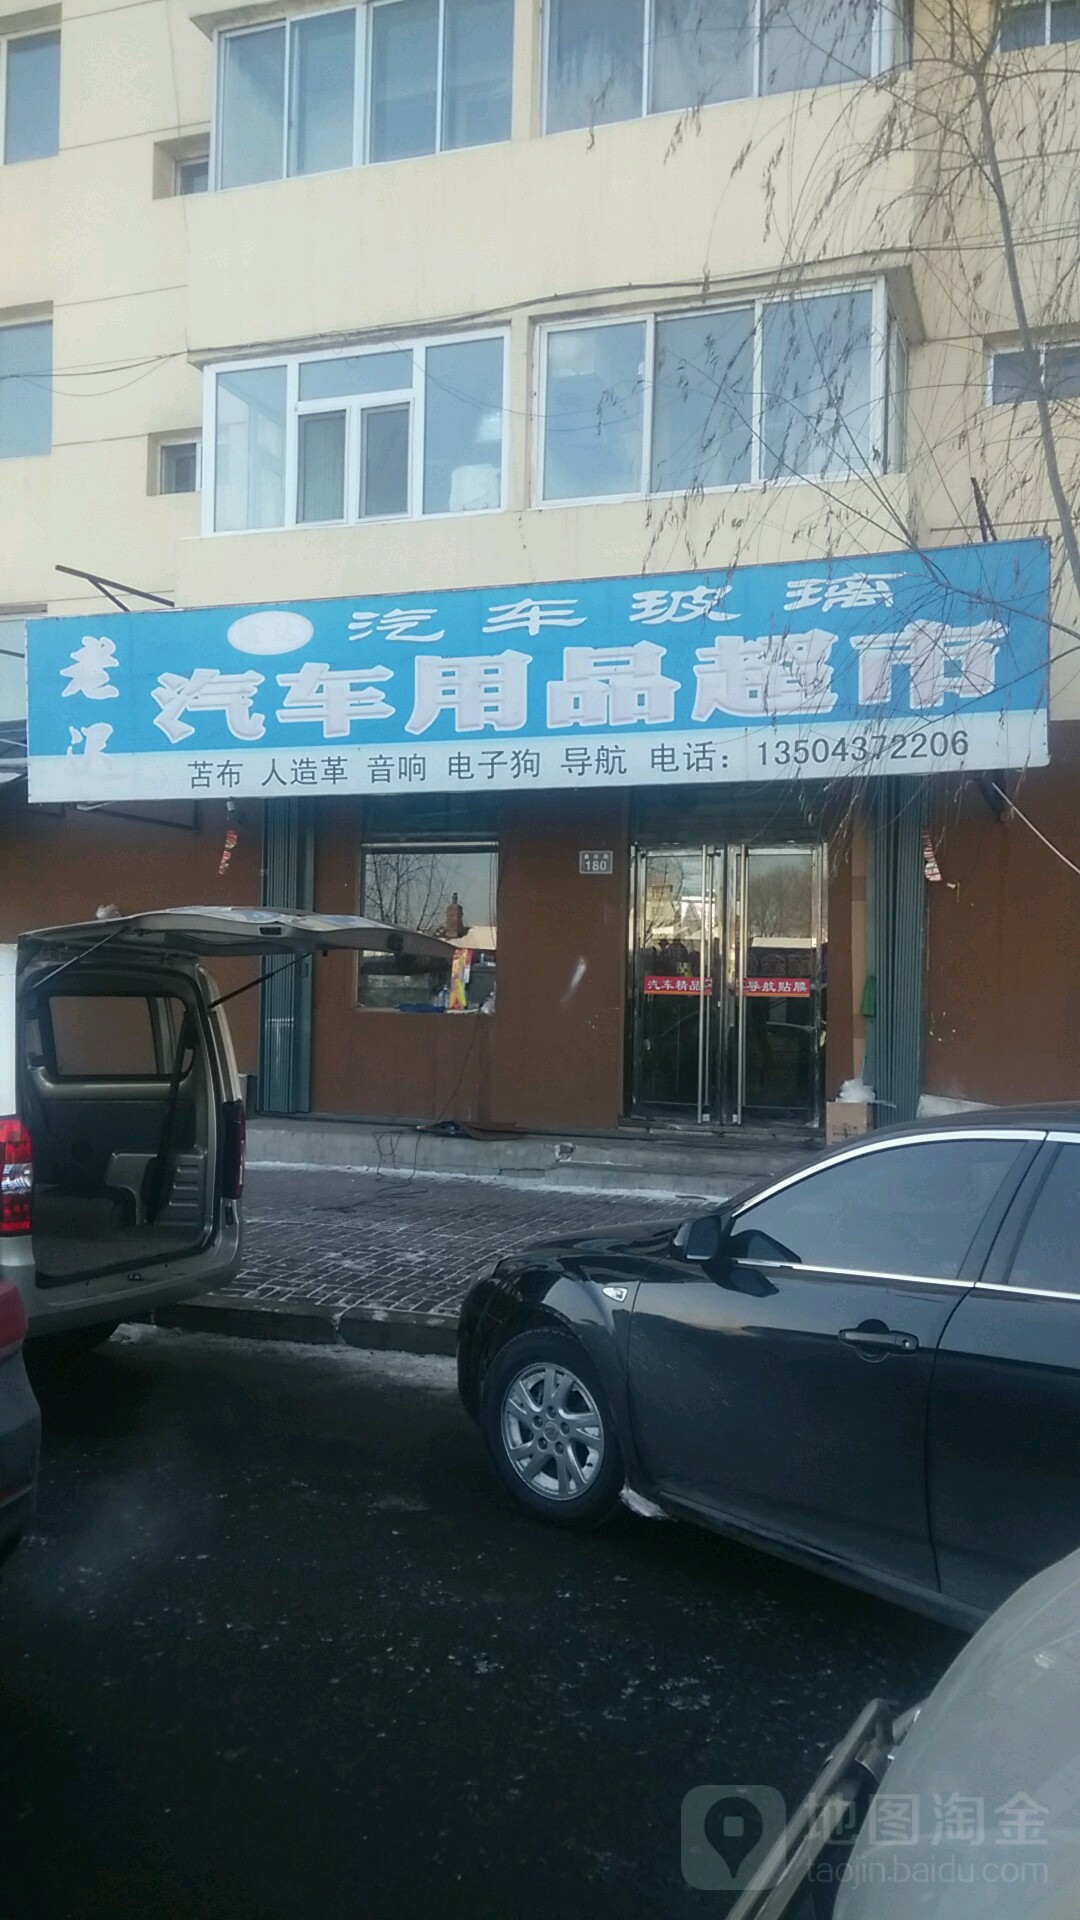 汽车玻璃
老
汽车用品超市
苫布 人造革 音响 电子狗 导航 电话：13504372206
180
汽车精品
导航贴膜
地图淘金
taojin.baidu.com